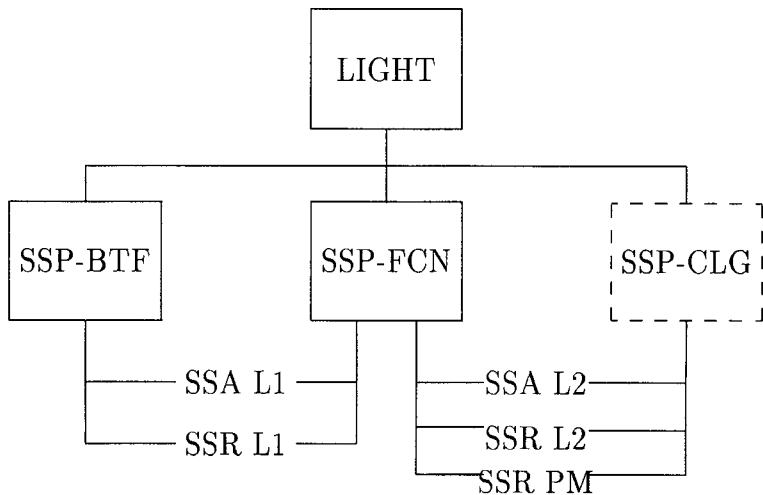 LIGHT
SSP-BTF
SSP-FCN
SSP-CLG
SSA L1
SSA L2
SSR L1
SSR L2
SSR PM